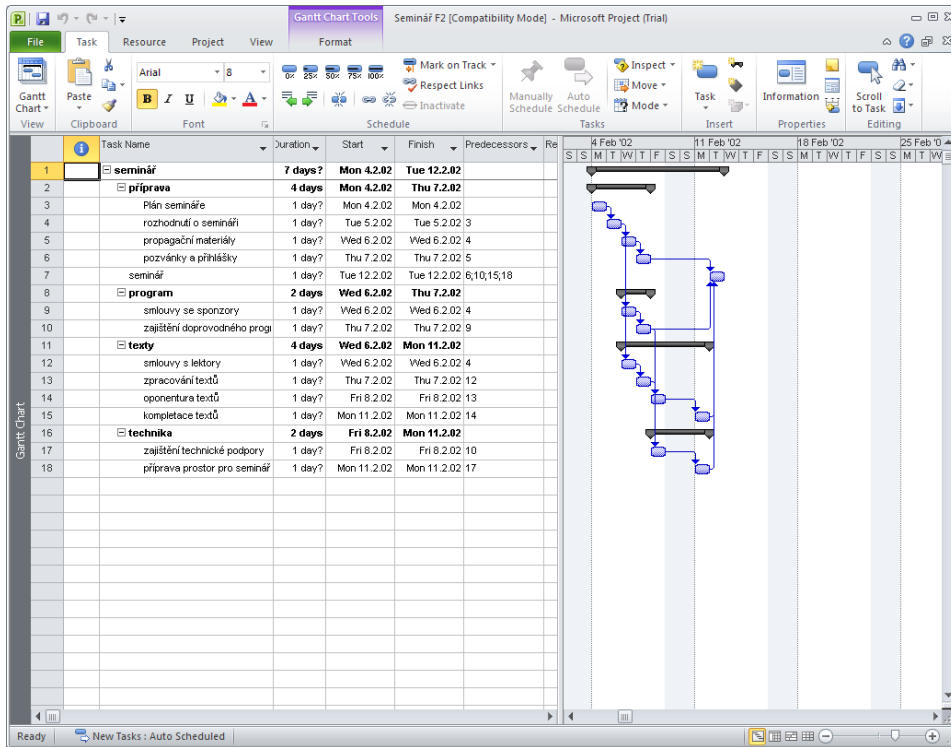 Gantt Chart Tools
Seminář F2 [Compatibility Mode] - Microsoft Project (Trial)
File Task Resource Project View Format
Gantt Chart
View
Paste
Clipboard
Arial 8
B I U A
Font
0% 25% 50% 75% 100%
Mark on Track
Respect Links
Inactivate
Schedule
Manually Schedule
Auto Schedule
Inspect
Move
Mode
Tasks
Task
Insert
Information
Properties
Scroll to Task
Editing
Task Name Duration Start Finish Predecessors Re
1 seminář 7 days? Mon 4.2.02 Tue 12.2.02
2 příprava 4 days Mon 4.2.02 Thu 7.2.02
3 Plán semináře 1 day? Mon 4.2.02 Mon 4.2.02
4 rozhodnutí o semináři 1 day? Tue 5.2.02 Tue 5.2.02 3
5 propagační materiály 1 day? Wed 6.2.02 Wed 6.2.02 4
6 pozvánky a přihlášky 1 day? Thu 7.2.02 Thu 7.2.02 5
7 seminář 1 day? Tue 12.2.02 Tue 12.2.02 6;10;15;18
8 program 2 days Wed 6.2.02 Thu 7.2.02
9 smlouvy se sponzory 1 day? Wed 6.2.02 Wed 6.2.02 4
10 zajištění doprovodného progi 1 day? Thu 7.2.02 Thu 7.2.02 9
11 texty 4 days Wed 6.2.02 Mon 11.2.02
12 smlouvy s lektory 1 day? Wed 6.2.02 Wed 6.2.02 4
13 zpracování textů 1 day? Thu 7.2.02 Thu 7.2.02 12
14 oponentura textů 1 day? Fri 8.2.02 Fri 8.2.02 13
15 kompletace textů 1 day? Mon 11.2.02 Mon 11.2.02 14
16 technika 2 days Fri 8.2.02 Mon 11.2.02
17 zajištění technické podpory 1 day? Fri 8.2.02 Fri 8.2.02 10
18 příprava prostor pro seminář 1 day? Mon 11.2.02 Mon 11.2.02 17
4 Feb '02 11 Feb '02 18 Feb '02 25 Feb '0
S S M T W T F S S M T W T F S S M T W T F S S M T W
Gantt Chart
Ready New Tasks : Auto Scheduled